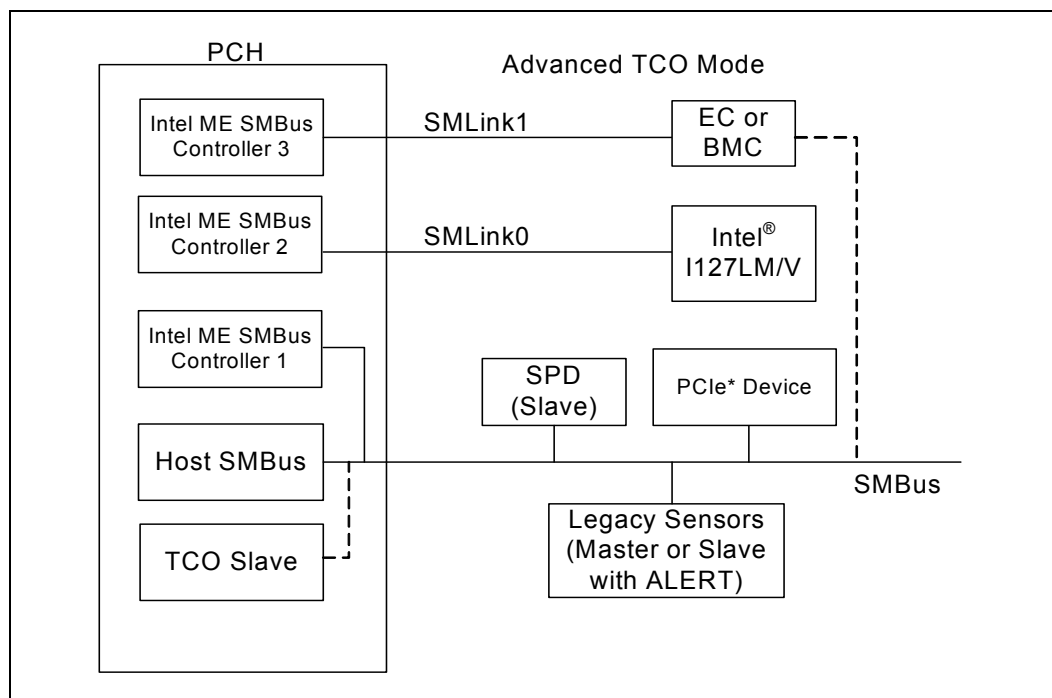 PCH
Advanced TCO Mode
Intel ME SMBus
Controller 3
SMLink1
EC or
BMC
Intel ME SMBus
Controller 2
SMLink0
Intel®
I127LM/V
Intel ME SMBus
Controller 1
SPD
(Slave)
PCIe* Device
Host SMBus
SMBus
Legacy Sensors
(Master or Slave
with ALERT)
TCO Slave